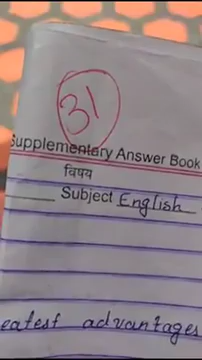 31
Supplementary Answer Book
विषय
Subject English
eatest advantages